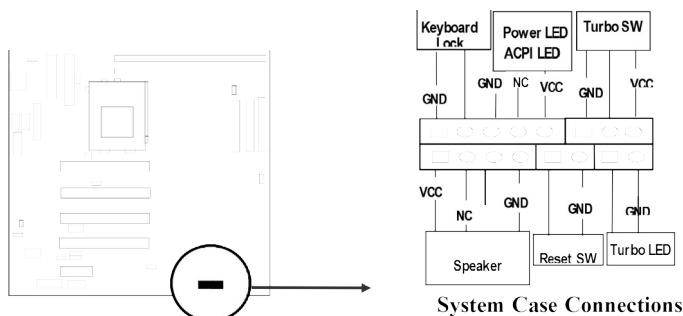 Keyboard Lock
Power LED
ACPI LED
Turbo SW
GND
GND
NC
VCC
GND
VCC
VCC
NC
GND
GND
GND
Speaker
Reset SW
Turbo LED
System Case Connections